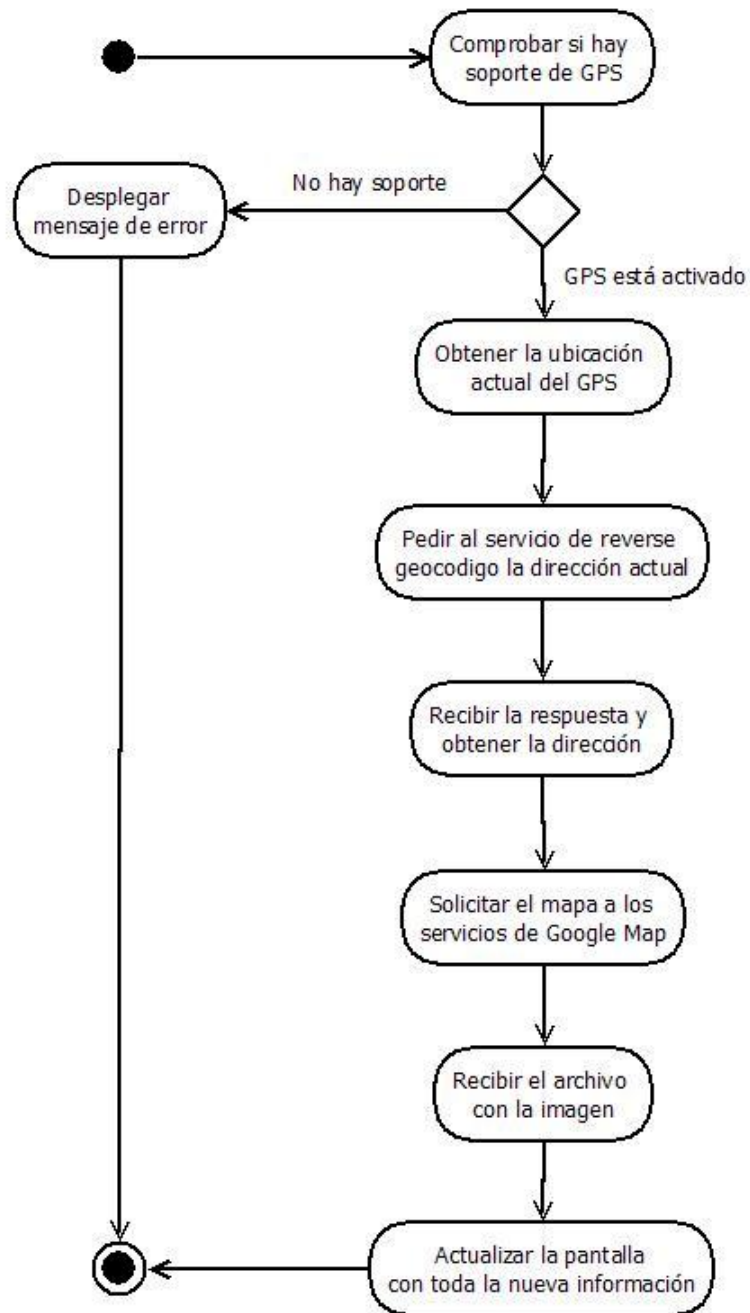 Comprobar si hay
soporte de GPS
No hay soporte
Desplegar
mensaje de error
GPS está activado
Obtener la ubicación
actual del GPS
Pedir al servicio de reverse
geocodigo la dirección actual
Recibir la respuesta y
obtener la dirección
Solicitar el mapa a los
servicios de Google Map
Recibir el archivo
con la imagen
Actualizar la pantalla
con toda la nueva información